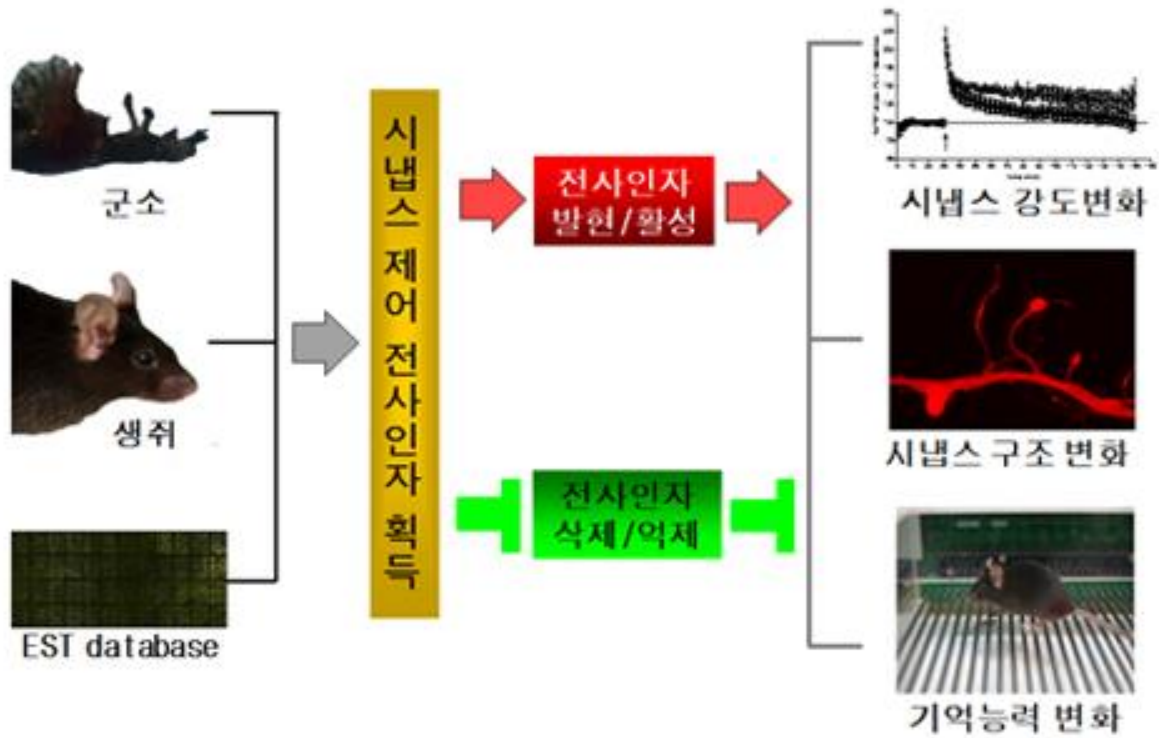 군소
생쥐
EST database
시냅스 제어 전사인자 획득
전사인자
발현/활성
전사인자
삭제/억제
시냅스 강도변화
시냅스 구조 변화
기억능력 변화